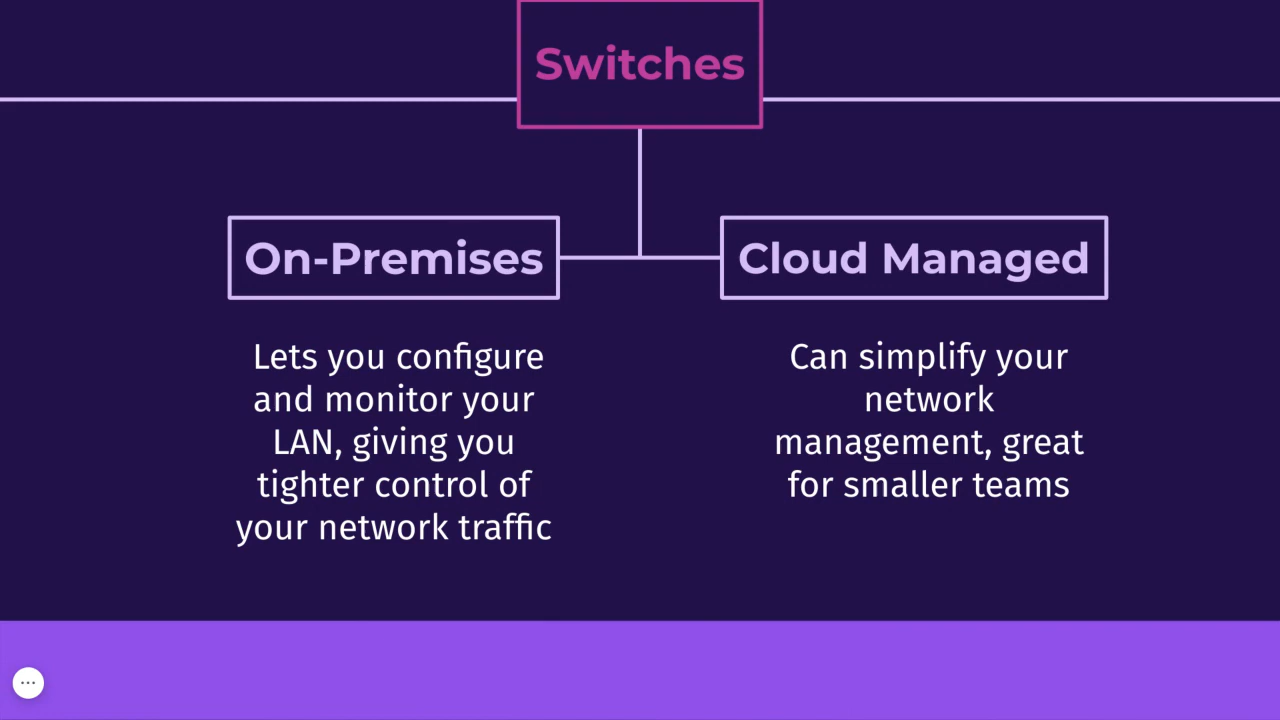 Switches
On-Premises
Lets you configure
and monitor your
LAN, giving you
tighter control of
your network traffic
Cloud Managed
Can simplify your
network
management, great
for smaller teams